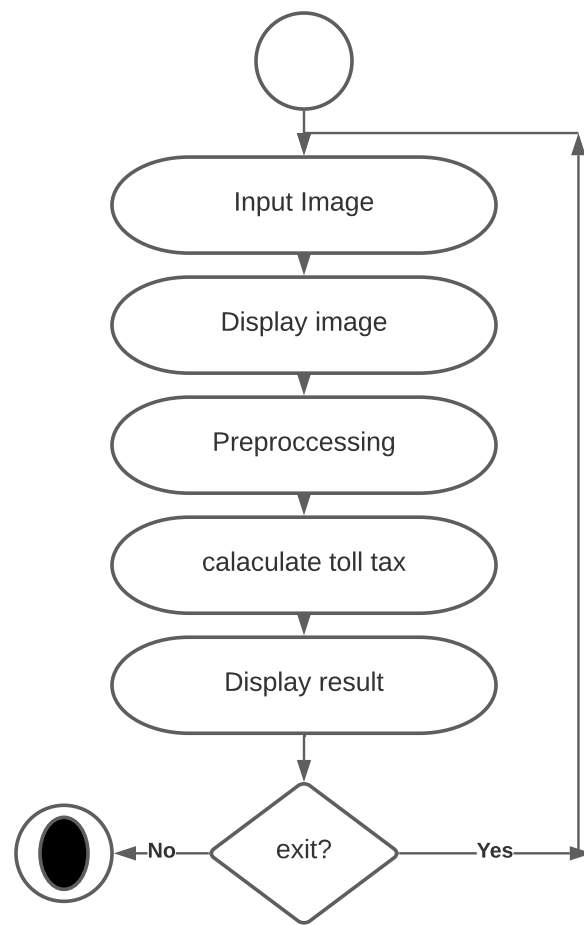 Input Image
Display image
Preproccessing
calaculate toll tax
Display result
exit?
No
Yes